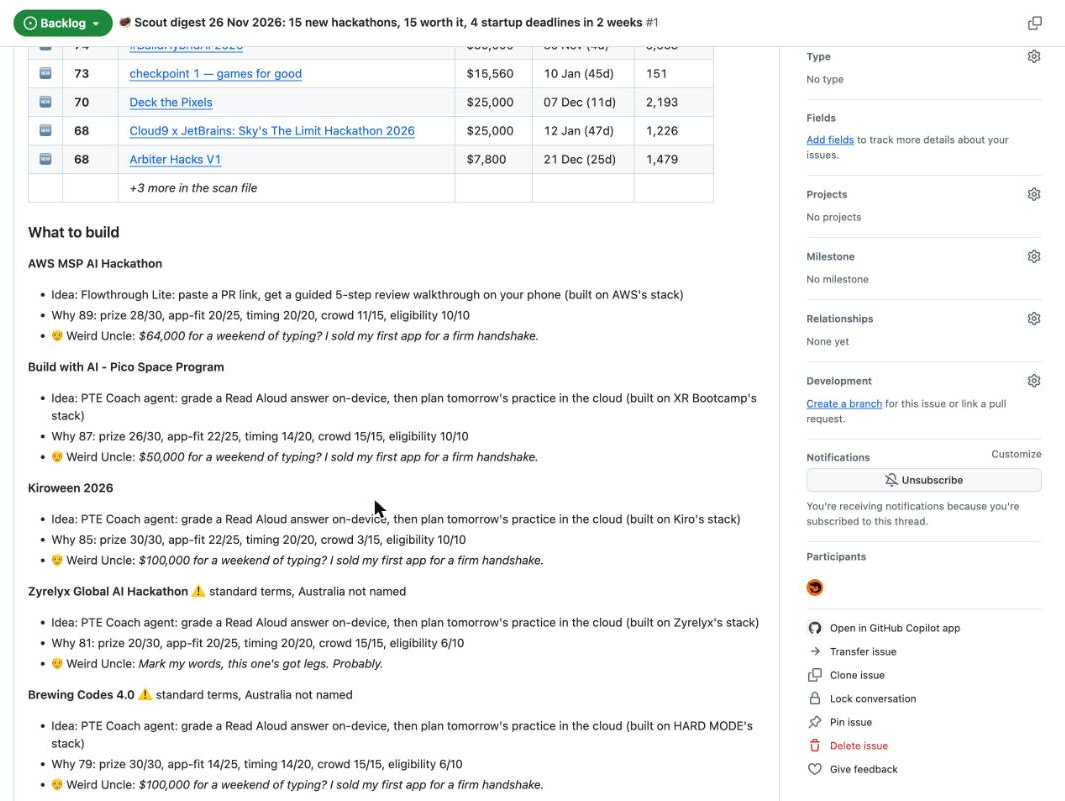 Backlog
Scout digest 26 Nov 2026: 15 new hackathons, 15 worth it, 4 startup deadlines in 2 weeks #1
NEW 73 checkpoint 1 — games for good $15,560 10 Jan (45d) 151
NEW 70 Deck the Pixels $25,000 07 Dec (11d) 2,193
NEW 68 Cloud9 x JetBrains: Sky's The Limit Hackathon 2026 $25,000 12 Jan (47d) 1,226
NEW 68 Arbiter Hacks V1 $7,800 21 Dec (25d) 1,479
+3 more in the scan file
What to build
AWS MSP AI Hackathon
• Idea: Flowthrough Lite: paste a PR link, get a guided 5-step review walkthrough on your phone (built on AWS's stack)
• Why 89: prize 28/30, app-fit 20/25, timing 20/20, crowd 11/15, eligibility 10/10
• Weird Uncle: $64,000 for a weekend of typing? I sold my first app for a firm handshake.
Build with AI - Pico Space Program
• Idea: PTE Coach agent: grade a Read Aloud answer on-device, then plan tomorrow's practice in the cloud (built on XR Bootcamp's
stack)
• Why 87: prize 26/30, app-fit 22/25, timing 14/20, crowd 15/15, eligibility 10/10
• Weird Uncle: $50,000 for a weekend of typing? I sold my first app for a firm handshake.
Kiroween 2026
• Idea: PTE Coach agent: grade a Read Aloud answer on-device, then plan tomorrow's practice in the cloud (built on Kiro's stack)
• Why 85: prize 30/30, app-fit 22/25, timing 20/20, crowd 3/15, eligibility 10/10
• Weird Uncle: $100,000 for a weekend of typing? I sold my first app for a firm handshake.
Zyrelyx Global AI Hackathon ⚠️ standard terms, Australia not named
• Idea: PTE Coach agent: grade a Read Aloud answer on-device, then plan tomorrow's practice in the cloud (built on Zyrelyx's stack)
• Why 81: prize 20/30, app-fit 20/25, timing 20/20, crowd 15/15, eligibility 6/10
• Weird Uncle: Mark my words, this one's got legs. Probably.
Brewing Codes 4.0 ⚠️ standard terms, Australia not named
• Idea: PTE Coach agent: grade a Read Aloud answer on-device, then plan tomorrow's practice in the cloud (built on HARD MODE's
stack)
• Why 79: prize 30/30, app-fit 14/25, timing 14/20, crowd 15/15, eligibility 6/10
• Weird Uncle: $100,000 for a weekend of typing? I sold my first app for a firm handshake.
Type
No type
Fields
Add fields to track more details about your
issues.
Projects
No projects
Milestone
No milestone
Relationships
None yet
Development
Create a branch for this issue or link a pull
request.
Notifications
Customize
Unsubscribe
You're receiving notifications because you're
subscribed to this thread.
Participants
Open in GitHub Copilot app
Transfer issue
Clone issue
Lock conversation
Pin issue
Delete issue
Give feedback